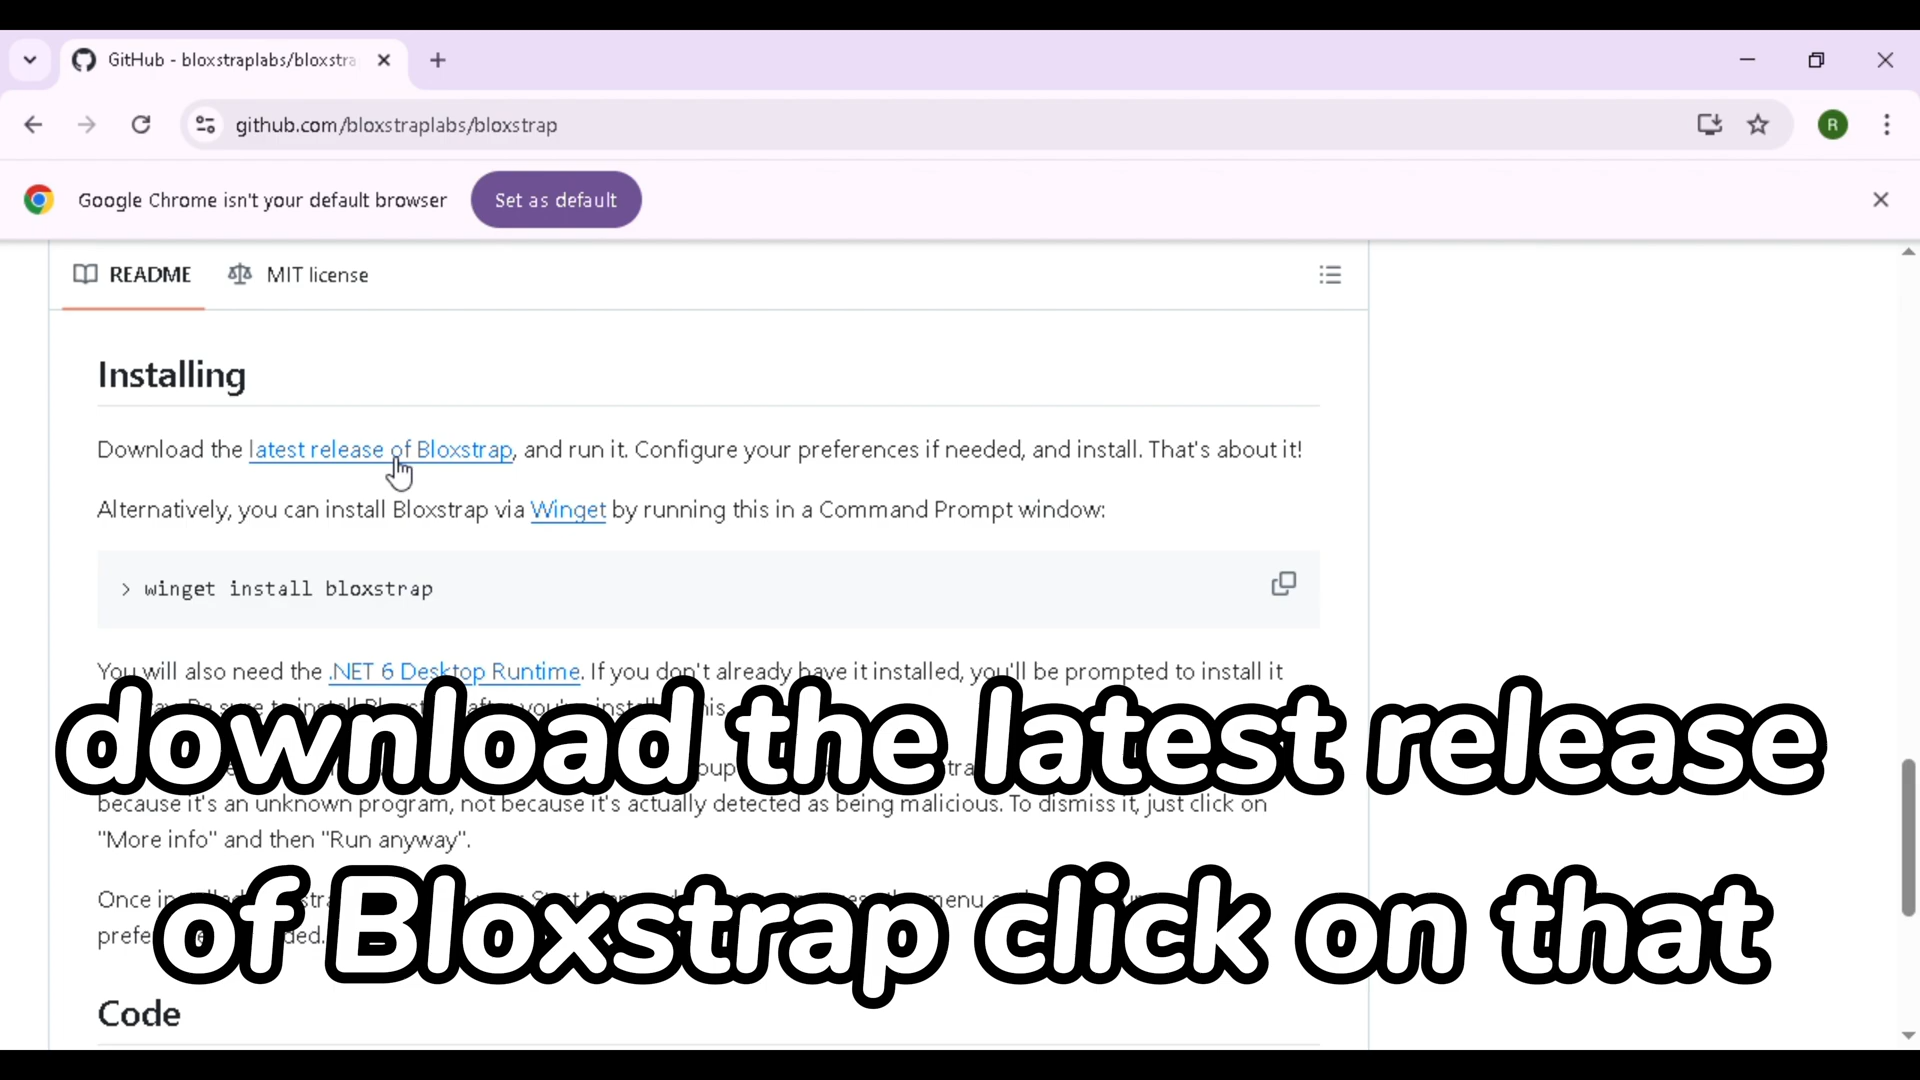 GitHub - bloxstraplabs/bloxstra
github.com/bloxstraplabs/bloxstrap
R
Google Chrome isn't your default browser
Set as default
README
MIT license
Installing
Download the latest release of Bloxstrap, and run it. Configure your preferences if needed, and install. That's about it!
Alternatively, you can install Bloxstrap via Winget by running this in a Command Prompt window:
> winget install bloxstrap
You will also need the .NET 6 Desktop Runtime. If you don't already have it installed, you'll be prompted to install it
download the latest release
because it's an unknown program, not because it's actually detected as being malicious. To dismiss it, just click on
"More info" and then "Run anyway".
Once
menu
of Bloxstrap click on that
Code